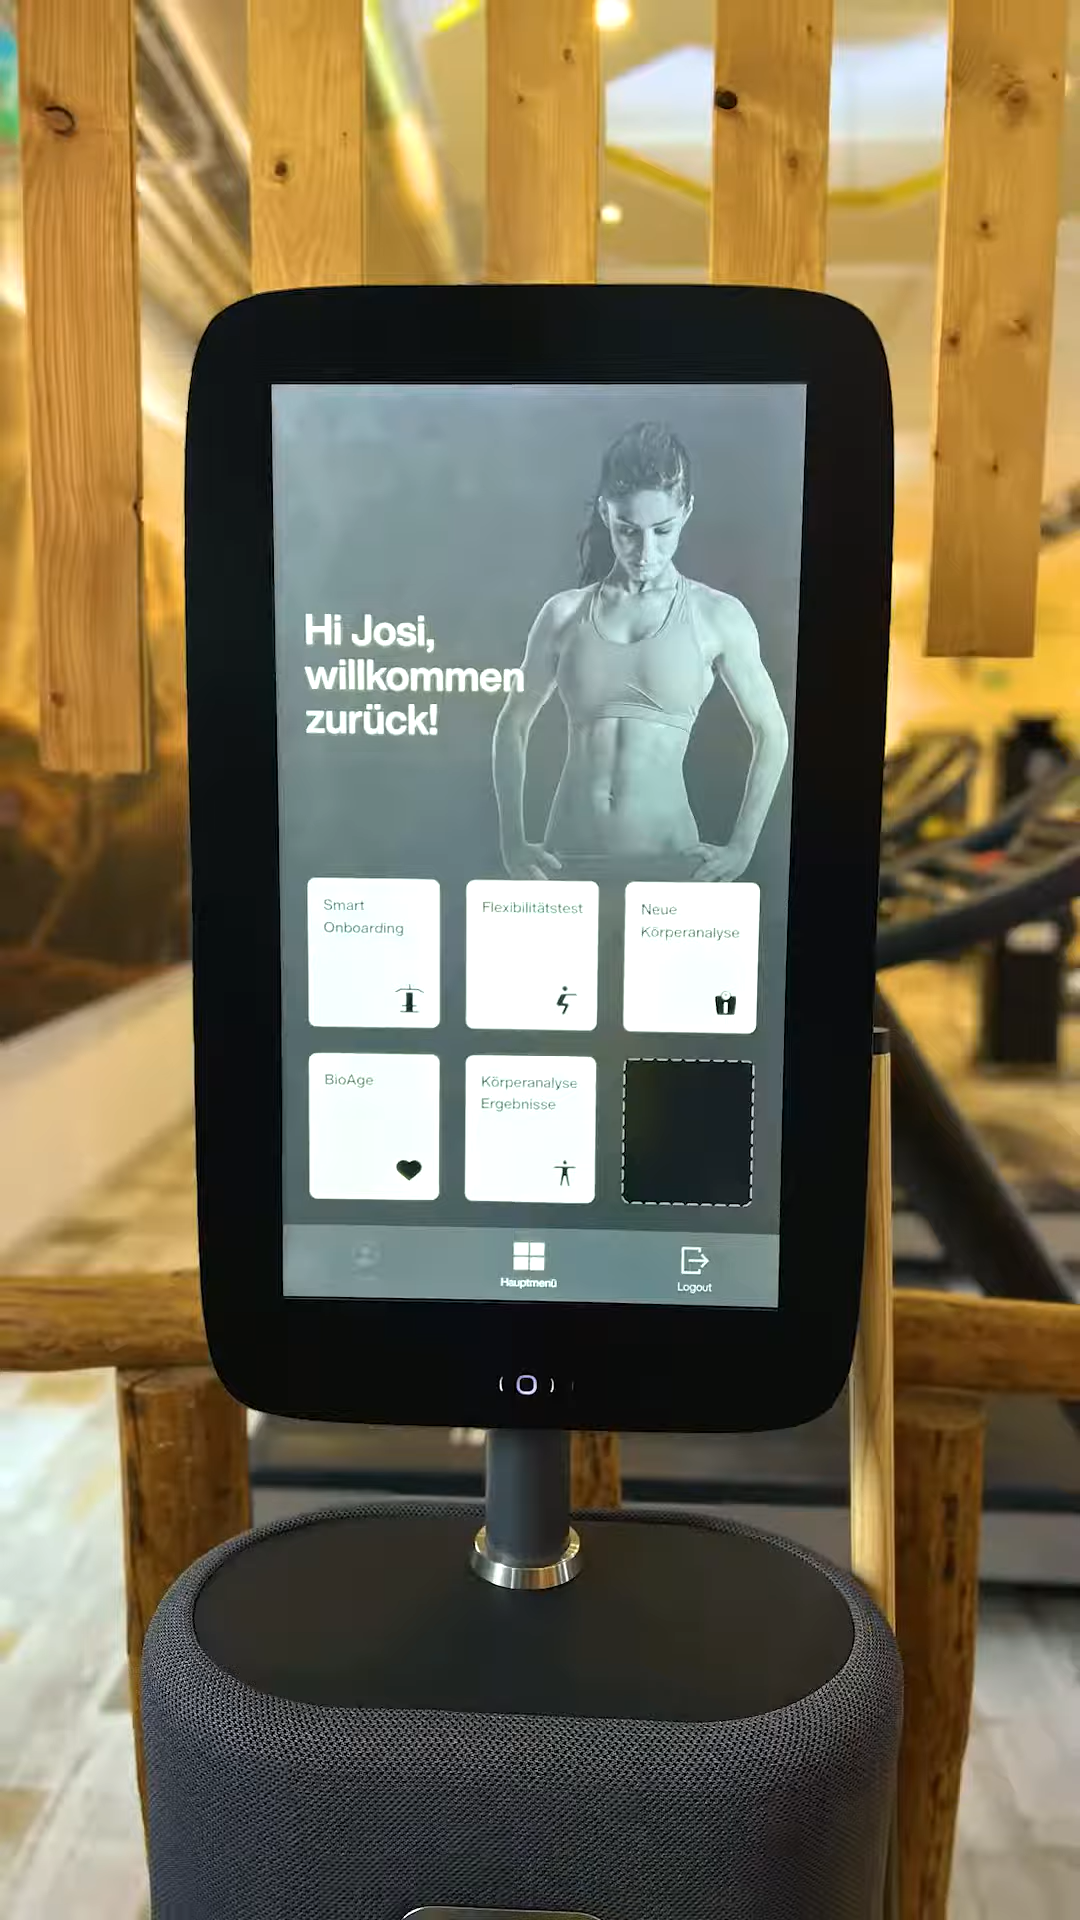 Hi Josi,
willkommen
zurück!
Smart
Onboarding
Flexibilitätstest
Neue
Körperanalyse
BioAge
Körperanalyse
Ergebnisse
Hauptmenü
Logout